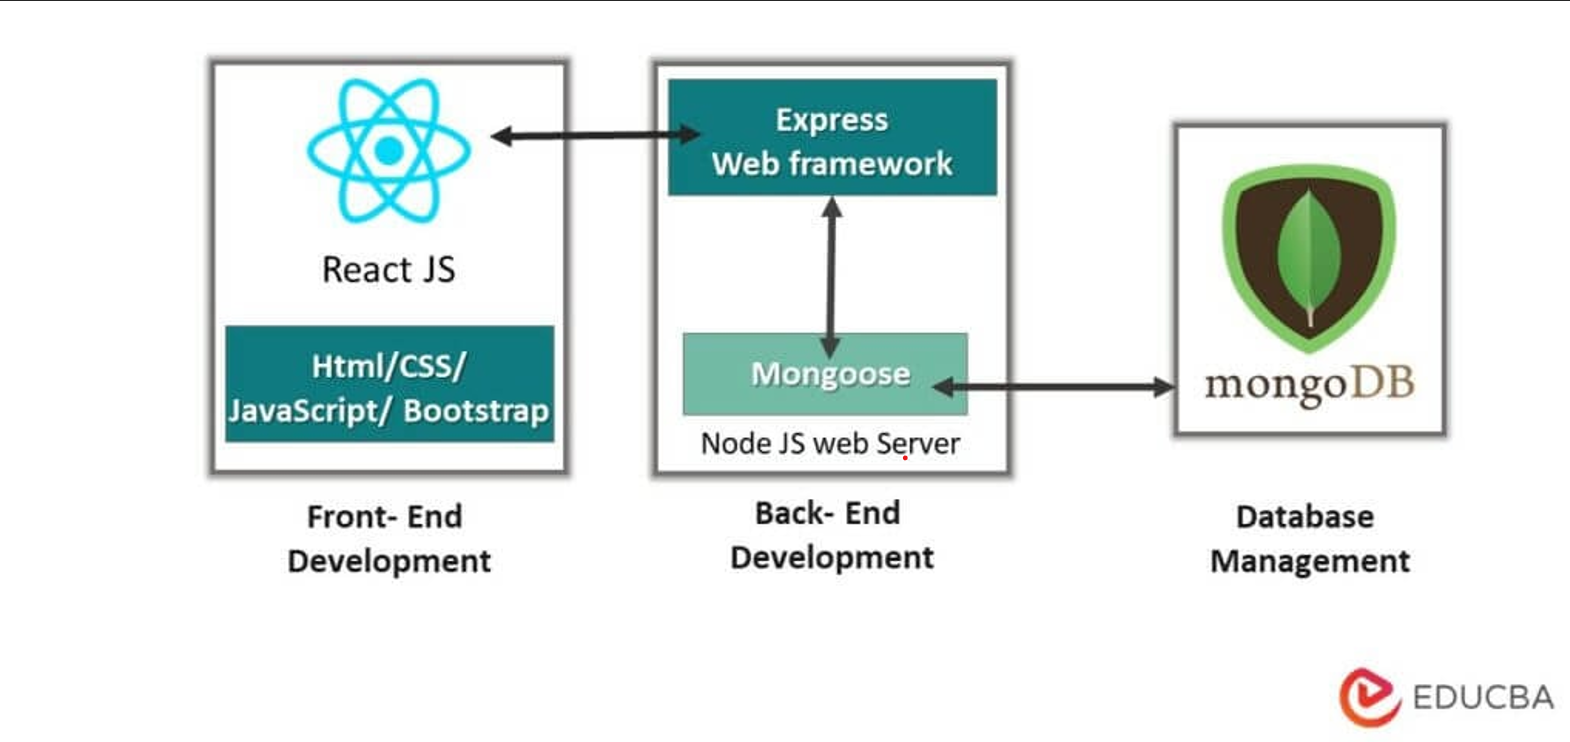 React JS
Html/CSS/
JavaScript/ Bootstrap
Front- End
Development
Express
Web framework
Mongoose
Node JS web Server
Back- End
Development
mongoDB
Database
Management
EDUCBA